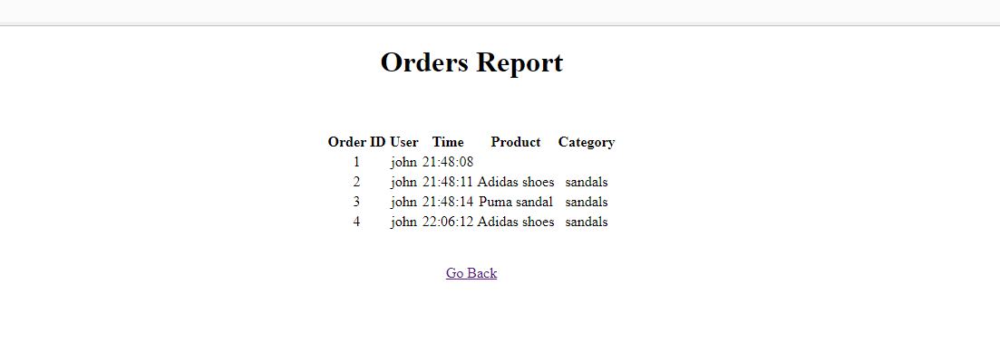 Orders Report
Order ID User Time Product Category
1 john 21:48:08
2 john 21:48:11 Adidas shoes sandals
3 john 21:48:14 Puma sandal sandals
4 john 22:06:12 Adidas shoes sandals
Go Back